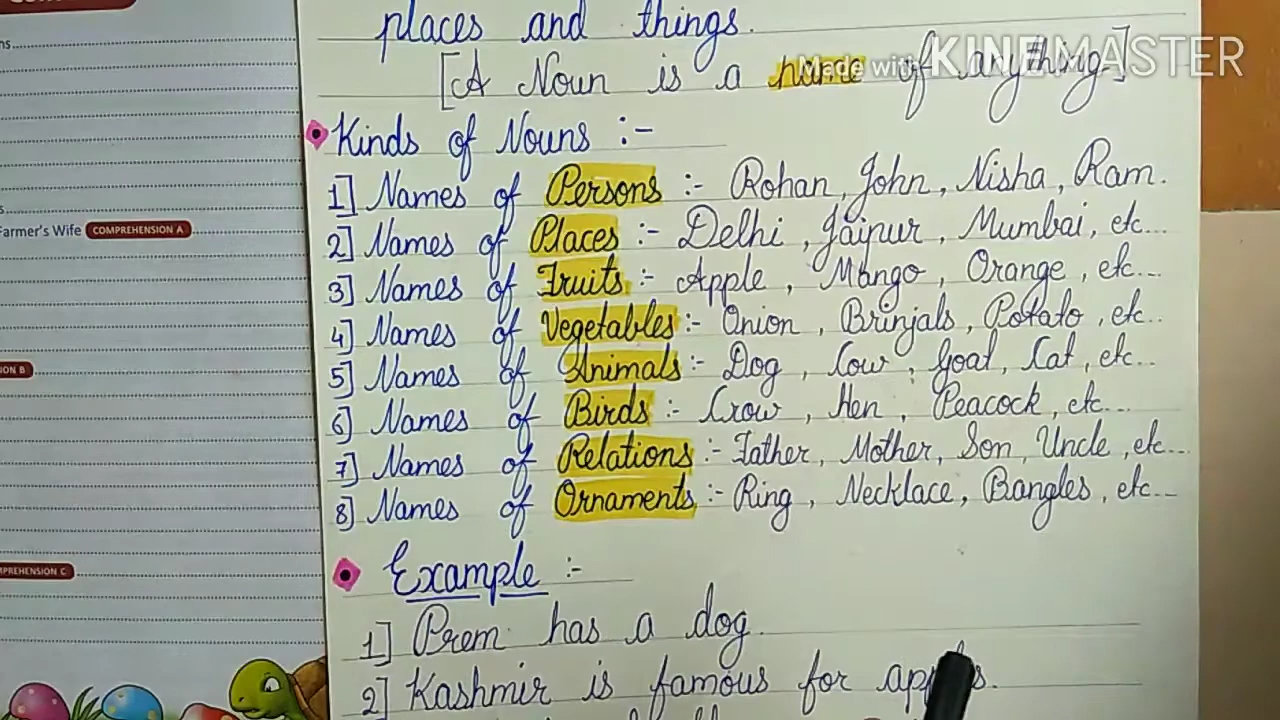 places and things.
Made with KINEMASTER
[A Noun is a name of anything.]
Kinds of Nouns :-
1] Names of Persons :- Rohan, John, Nisha, Ram.
2] Names of Places :- Delhi, Jaipur, Mumbai, etc...
3] Names of Fruits :- Apple, Mango, Orange, etc...
4] Names of Vegetables :- Onion, Brinjals, Potato, etc..
5] Names of Animals :- Dog, Cow, Goat, Cat, etc...
6] Names of Birds :- Crow, Hen, Peacock, etc...
7] Names of Relations :- Father, Mother, Son, Uncle, etc...
8] Names of Ornaments :- Ring, Necklace, Bangles, etc...
Example :-
1] Prem has a dog.
2] Kashmir is famous for apples.
Farmer's Wife COMPREHENSION A
COMPREHENSION C